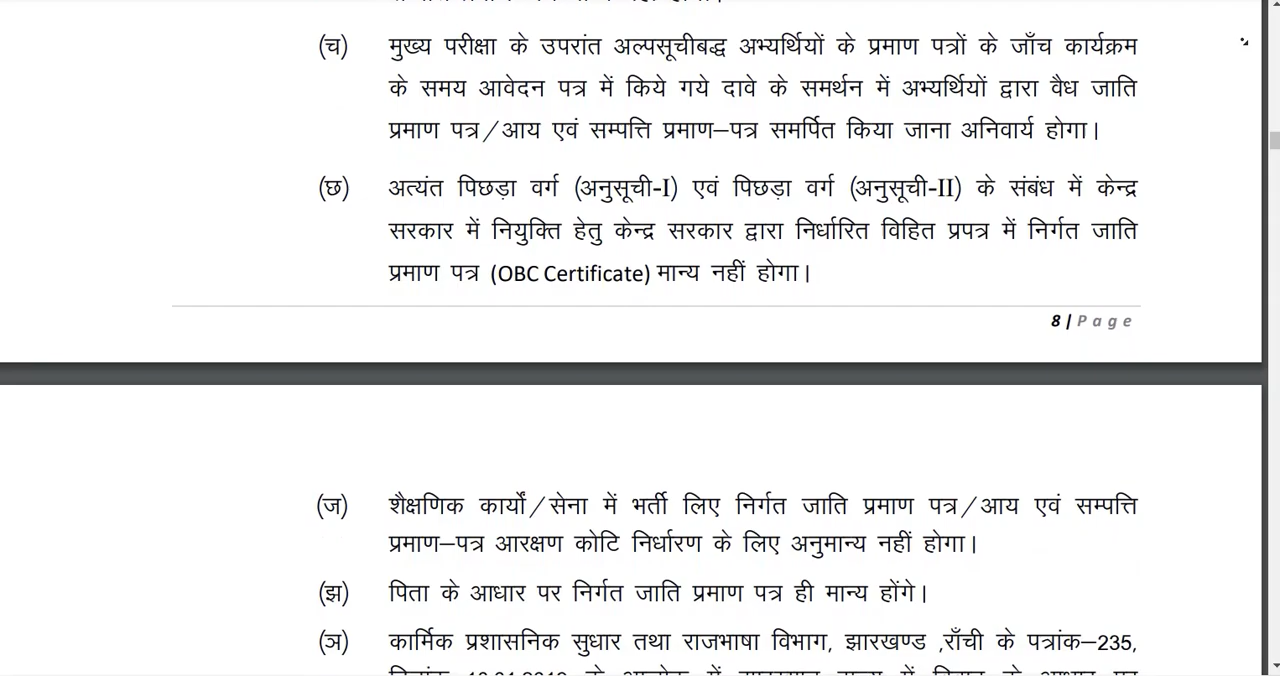 (च) मुख्य परीक्षा के उपरांत अल्पसूचीबद्ध अभ्यर्थियों के प्रमाण पत्रों के जाँच कार्यक्रम
के समय आवेदन पत्र में किये गये दावे के समर्थन में अभ्यर्थियों द्वारा वैध जाति
प्रमाण पत्र/आय एवं सम्पत्ति प्रमाण–पत्र समर्पित किया जाना अनिवार्य होगा।
(छ) अत्यंत पिछड़ा वर्ग (अनुसूची-I) एवं पिछड़ा वर्ग (अनुसूची-II) के संबंध में केन्द्र
सरकार में नियुक्ति हेतु केन्द्र सरकार द्वारा निर्धारित विहित प्रपत्र में निर्गत जाति
प्रमाण पत्र (OBC Certificate) मान्य नहीं होगा।
8 | Page
(ज) शैक्षणिक कार्यों/सेना में भर्ती लिए निर्गत जाति प्रमाण पत्र/आय एवं सम्पत्ति
प्रमाण–पत्र आरक्षण कोटि निर्धारण के लिए अनुमान्य नहीं होगा।
(झ) पिता के आधार पर निर्गत जाति प्रमाण पत्र ही मान्य होंगे।
(ञ) कार्मिक प्रशासनिक सुधार तथा राजभाषा विभाग, झारखण्ड ,राँची के पत्रांक–235,